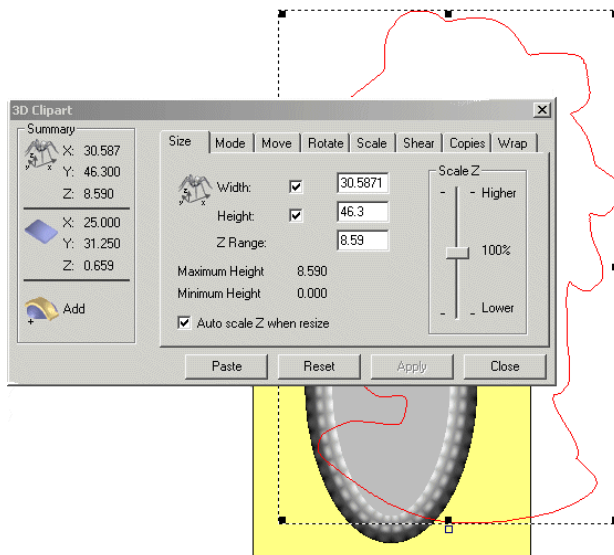 3D Clipart
Summary
X: 30.587
Y: 46.300
Z: 8.590
X: 25.000
Y: 31.250
Z: 0.659
Add
Size Mode Move Rotate Scale Shear Copies Wrap
Width: 30.5871
Height: 46.3
Z Range: 8.59
Maximum Height 8.590
Minimum Height 0.000
Auto scale Z when resize
Scale Z
Higher
100%
Lower
Paste Reset Apply Close